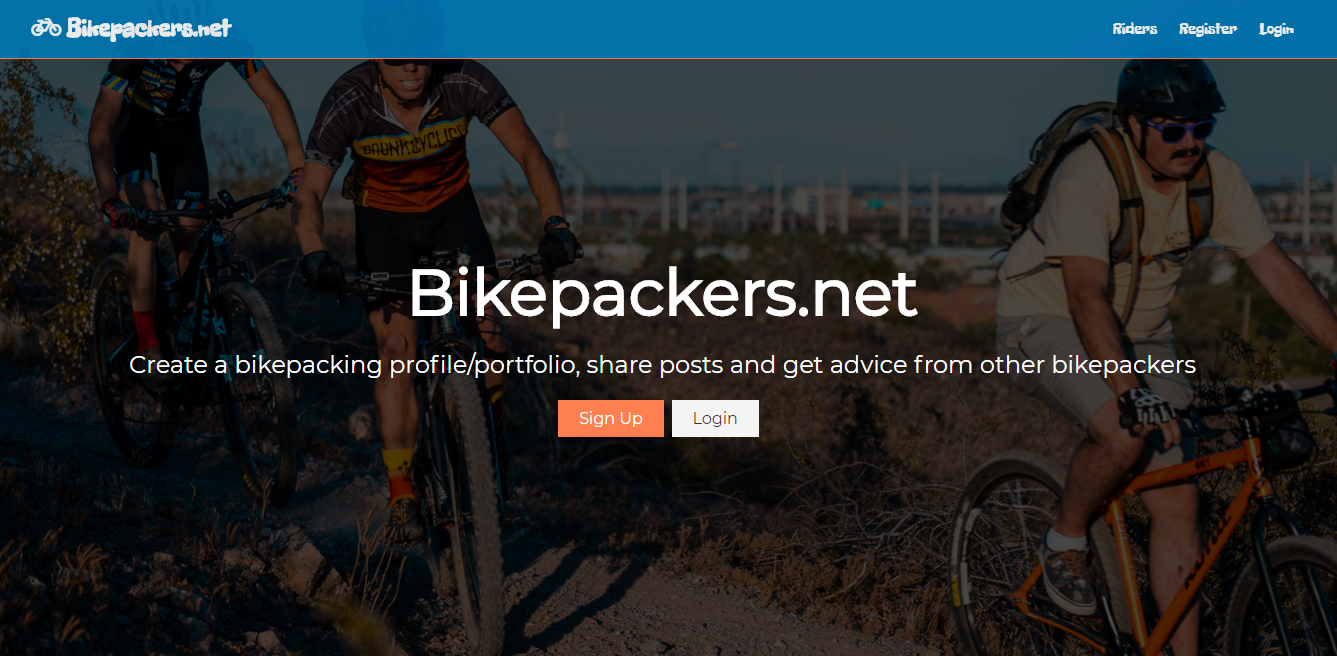 Bikepackers.net
Riders Register Login
Bikepackers.net
Create a bikepacking profile/portfolio, share posts and get advice from other bikepackers
Sign Up Login